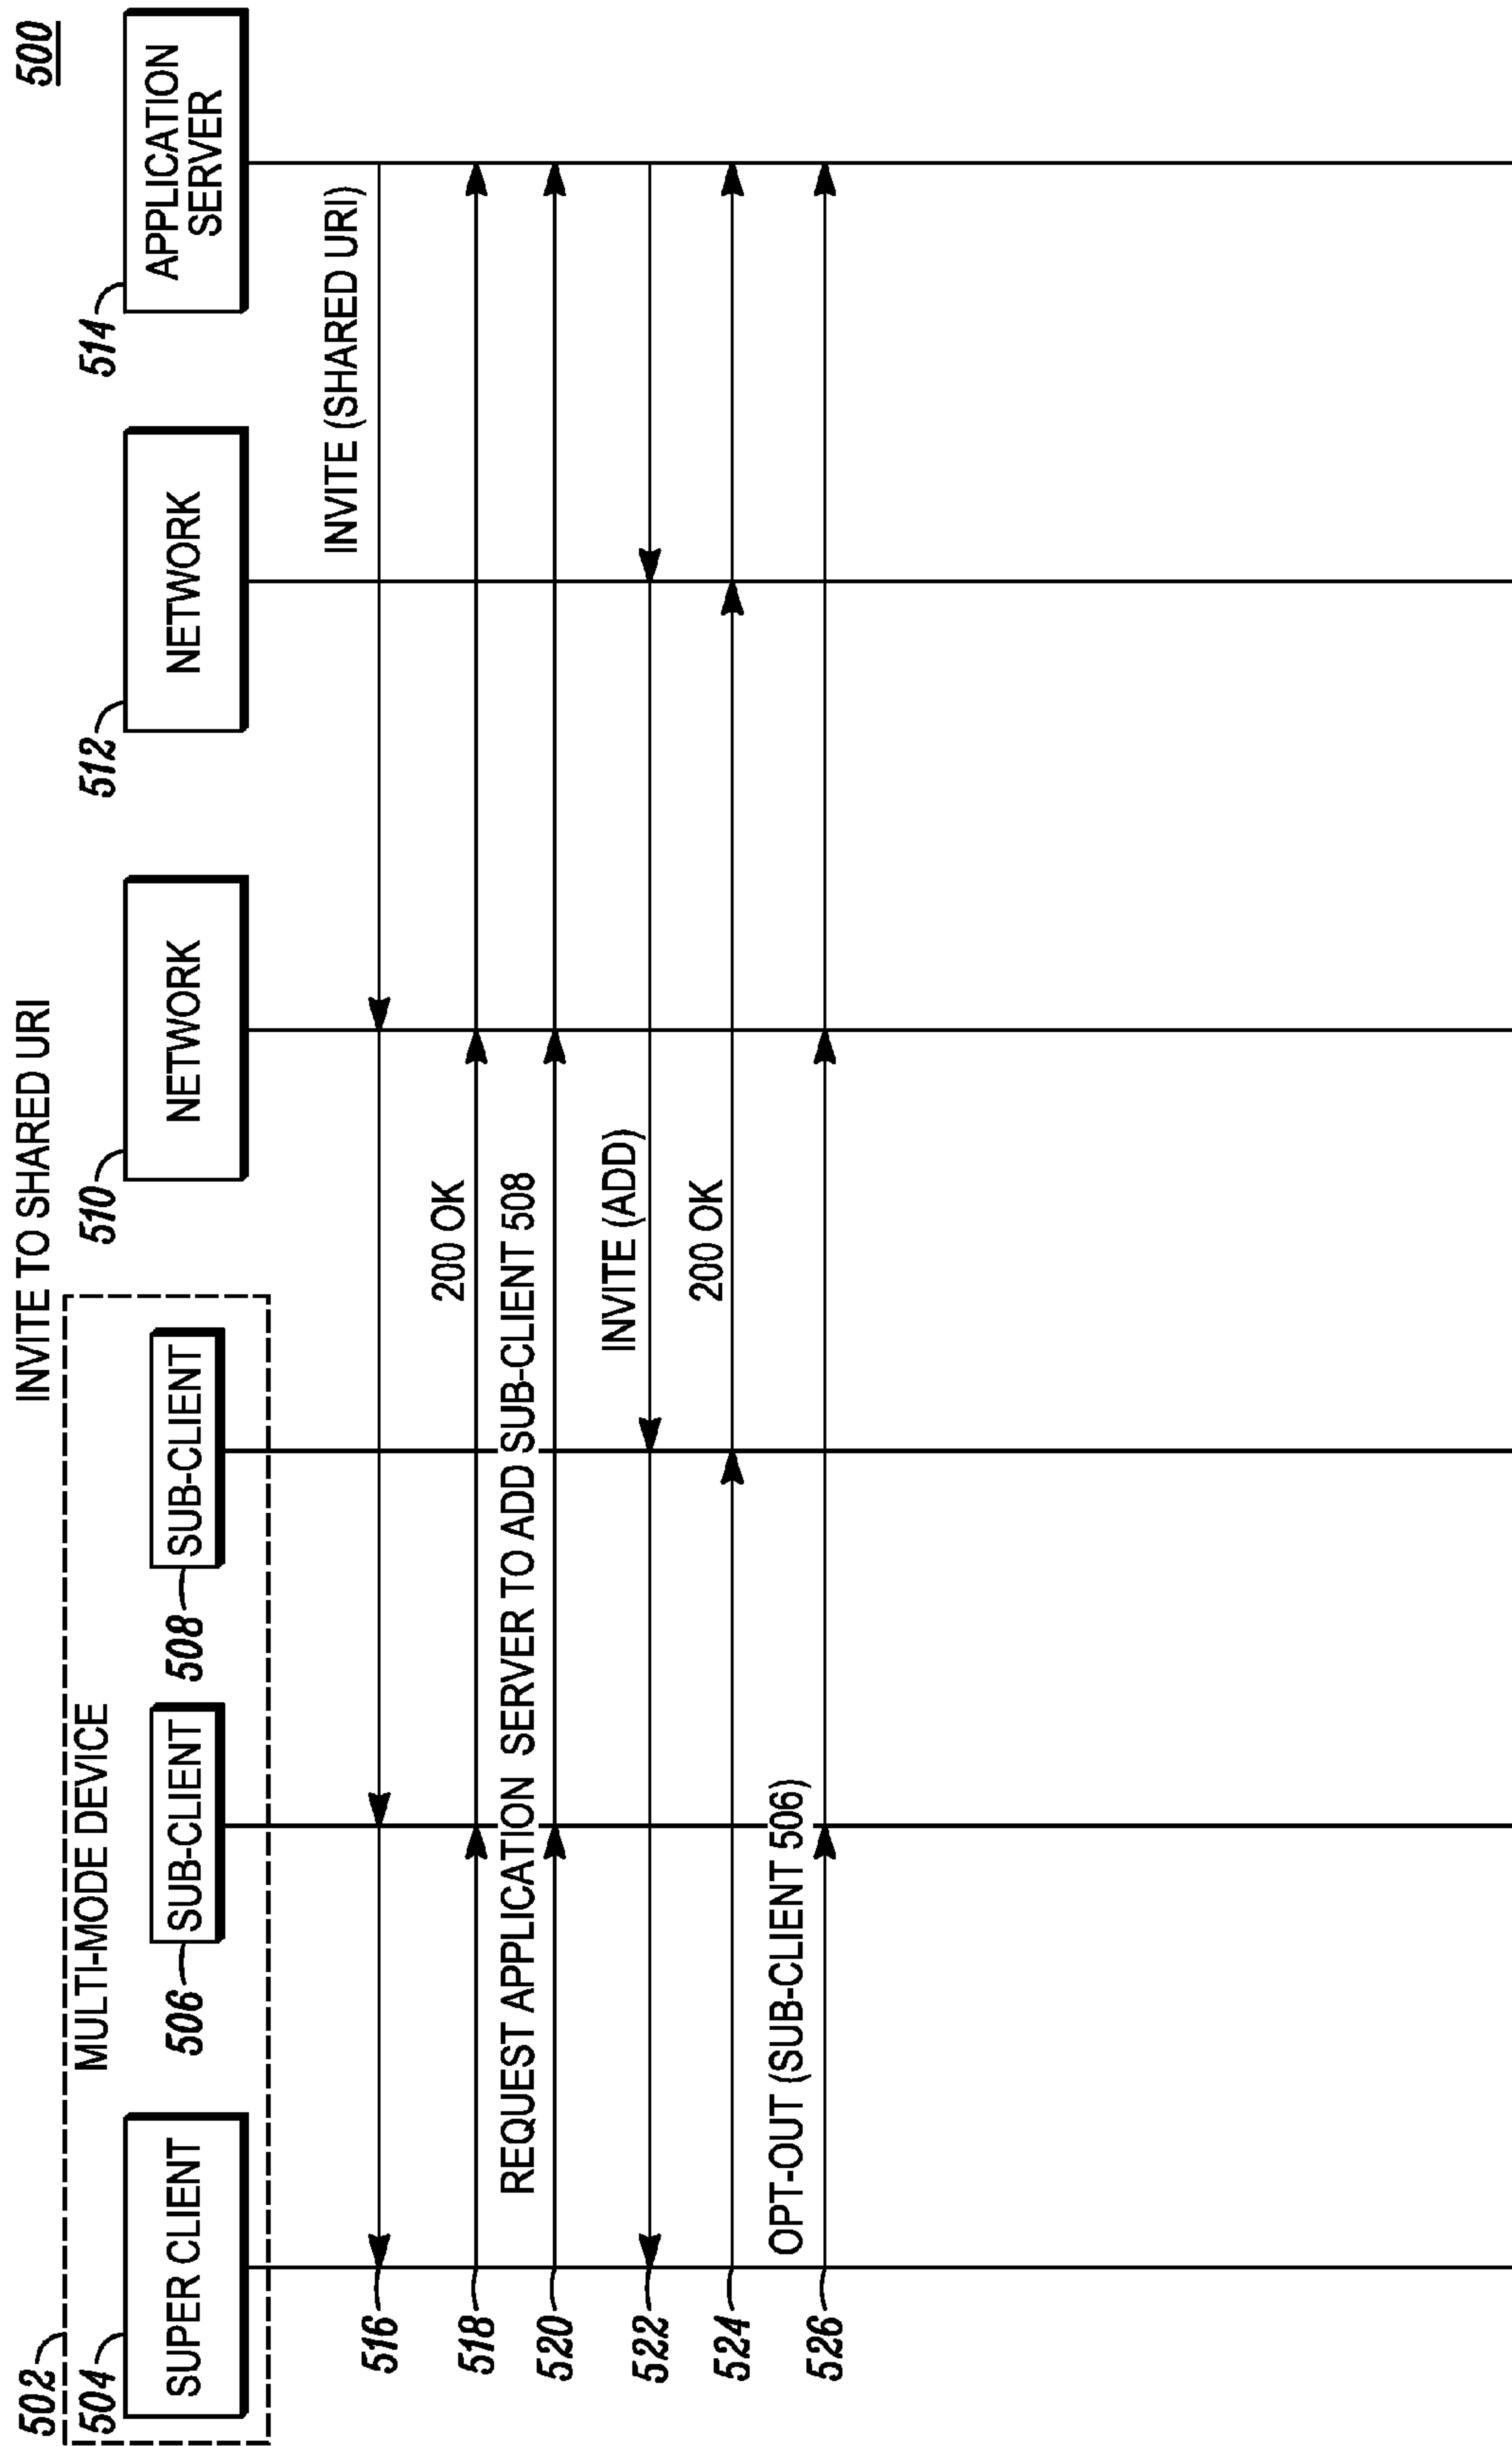 INVITE TO SHARED URI
500
502
MULTI-MODE DEVICE
504
SUPER CLIENT
506
SUB-CLIENT
508
SUB-CLIENT
510
NETWORK
512
NETWORK
514
APPLICATION
SERVER
516
INVITE (SHARED URI)
518
200 OK
520
REQUEST APPLICATION SERVER TO ADD SUB-CLIENT 508
522
INVITE (ADD)
524
200 OK
526
OPT-OUT (SUB-CLIENT 506)